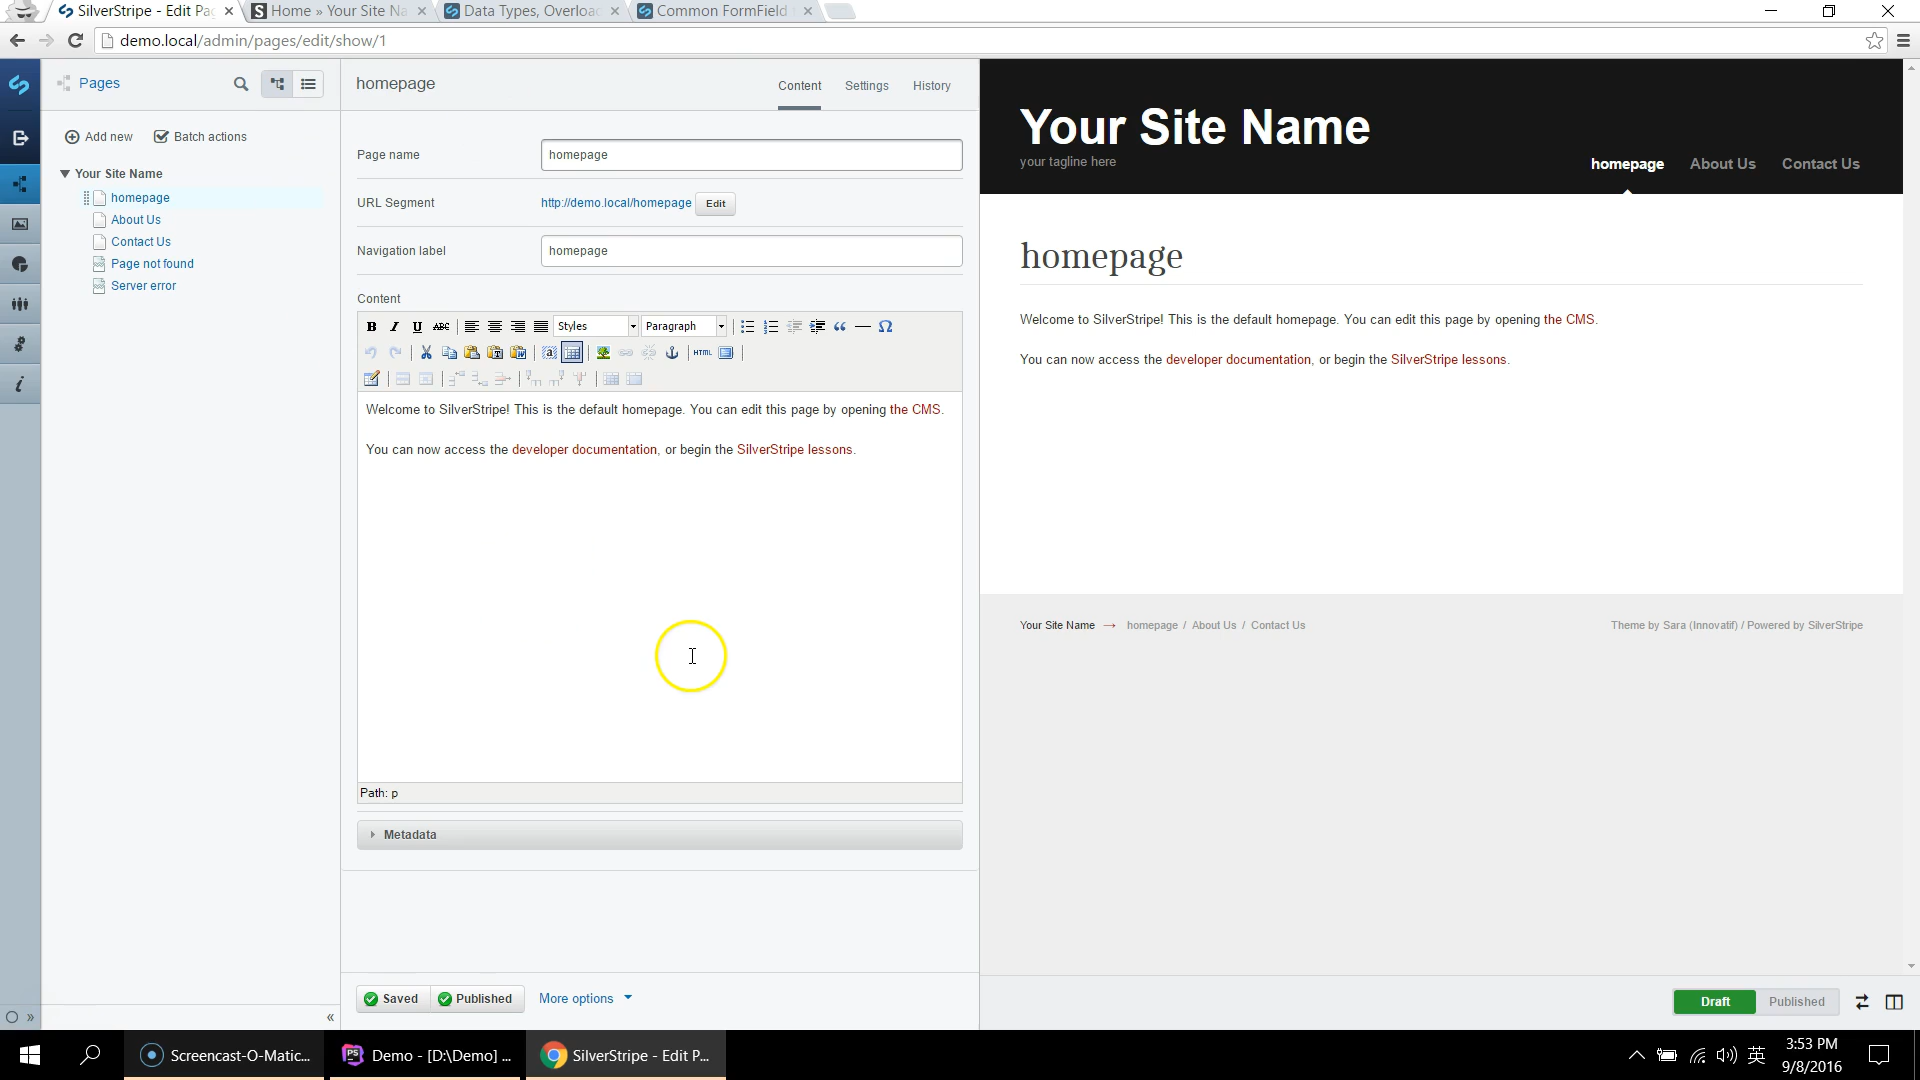 SilverStripe - Edit Pa
Home » Your Site Na
Data Types, Overloa
Common FormField
demo.local/admin/pages/edit/show/1
Pages
Add new
Batch actions
Your Site Name
homepage
About Us
Contact Us
Page not found
Server error
homepage
Content
Settings
History
Page name
homepage
URL Segment
http://demo.local/homepage
Edit
Navigation label
homepage
Content
B I U ABC
Styles
Paragraph
HTML
Welcome to SilverStripe! This is the default homepage. You can edit this page by opening the CMS.
You can now access the developer documentation, or begin the SilverStripe lessons.
Path: p
Metadata
Saved
Published
More options
Your Site Name
your tagline here
homepage
About Us
Contact Us
homepage
Welcome to SilverStripe! This is the default homepage. You can edit this page by opening the CMS.
You can now access the developer documentation, or begin the SilverStripe lessons.
Your Site Name → homepage / About Us / Contact Us
Theme by Sara (Innovatif) / Powered by SilverStripe
Draft
Published
Screencast-O-Matic...
Demo - [D:\Demo] ...
SilverStripe - Edit P...
英
3:53 PM
9/8/2016